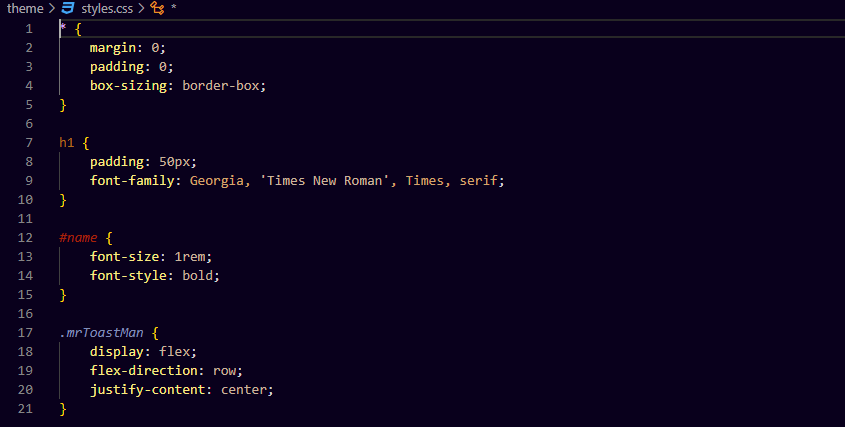 theme > styles.css > *
1 * {
2     margin: 0;
3     padding: 0;
4     box-sizing: border-box;
5 }
6
7 h1 {
8     padding: 50px;
9     font-family: Georgia, 'Times New Roman', Times, serif;
10 }
11
12 #name {
13     font-size: 1rem;
14     font-style: bold;
15 }
16
17 .mrToastMan {
18     display: flex;
19     flex-direction: row;
20     justify-content: center;
21 }